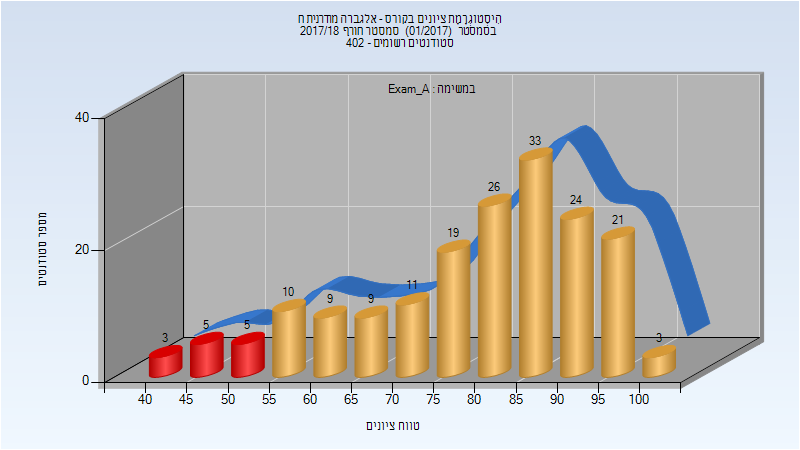 היסטוגרמת ציונים בקורס - אלגברה מודרנית ח
בסמסטר (01/2017) סמסטר חורף 2017/18
סטודנטים רשומים - 402
במשימה : Exam_A
מספר סטודנטים
40
20
0
3
5
5
10
9
9
11
19
26
33
24
21
3
40 45 50 55 60 65 70 75 80 85 90 95 100
טווח ציונים